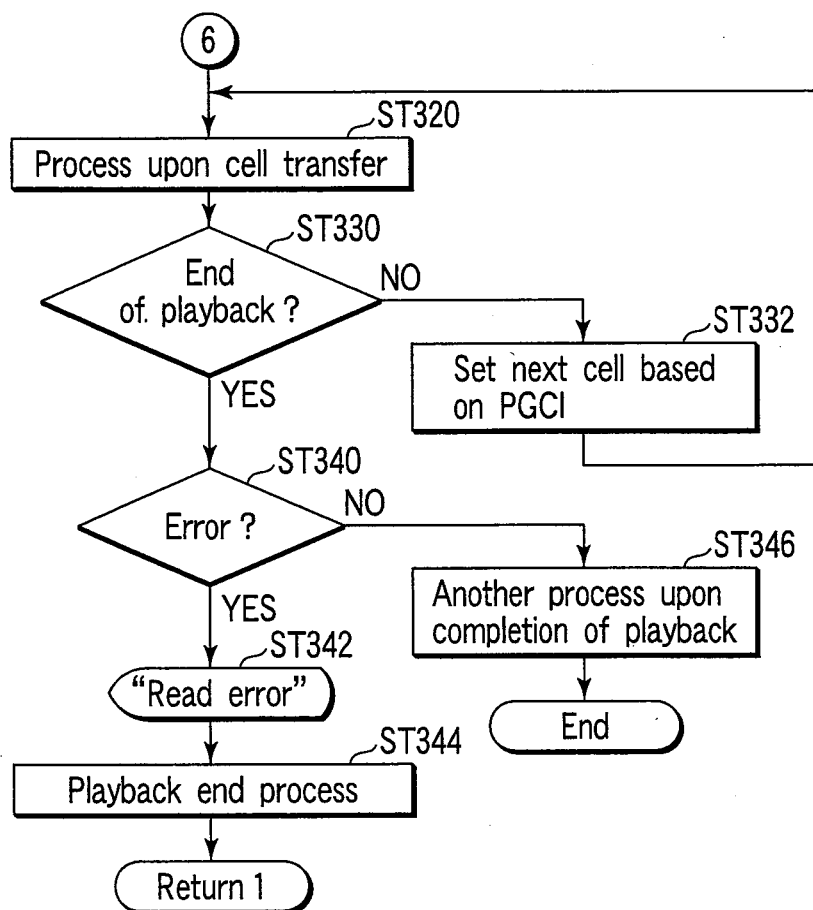 6
ST320
Process upon cell transfer
ST330
End
of. playback ?
NO
ST332
Set next cell based
on PGCI
YES
ST340
Error ?
NO
ST346
Another process upon
completion of playback
YES
ST342
“Read error”
End
ST344
Playback end process
Return 1